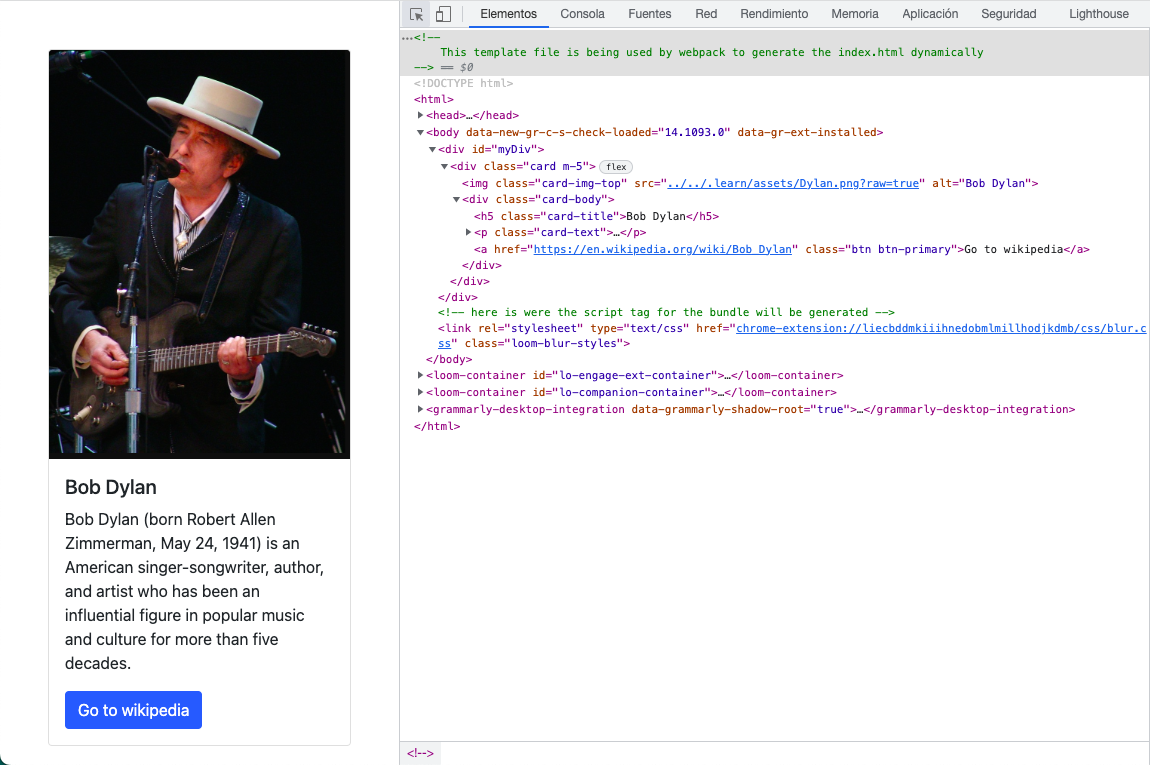 Elementos Consola Fuentes Red Rendimiento Memoria Aplicación Seguridad Lighthouse
…<!--
This template file is being used by webpack to generate the index.html dynamically
--> == $0
<!DOCTYPE html>
<html>
<head>…</head>
<body data-new-gr-c-s-check-loaded="14.1093.0" data-gr-ext-installed>
<div id="myDiv">
<div class="card m-5"> flex
<img class="card-img-top" src="../../.learn/assets/Dylan.png?raw=true" alt="Bob Dylan">
<div class="card-body">
<h5 class="card-title">Bob Dylan</h5>
<p class="card-text">…</p>
<a href="https://en.wikipedia.org/wiki/Bob_Dylan" class="btn btn-primary">Go to wikipedia</a>
</div>
</div>
</div>
<!-- here is were the script tag for the bundle will be generated -->
<link rel="stylesheet" type="text/css" href="chrome-extension://liecbddmkiiihnedobmlmillhodjkdmb/css/blur.c
ss" class="loom-blur-styles">
</body>
<loom-container id="lo-engage-ext-container">…</loom-container>
<loom-container id="lo-companion-container">…</loom-container>
<grammarly-desktop-integration data-grammarly-shadow-root="true">…</grammarly-desktop-integration>
</html>
<!-->
Bob Dylan
Bob Dylan (born Robert Allen
Zimmerman, May 24, 1941) is an
American singer-songwriter, author,
and artist who has been an
influential figure in popular music
and culture for more than five
decades.
Go to wikipedia